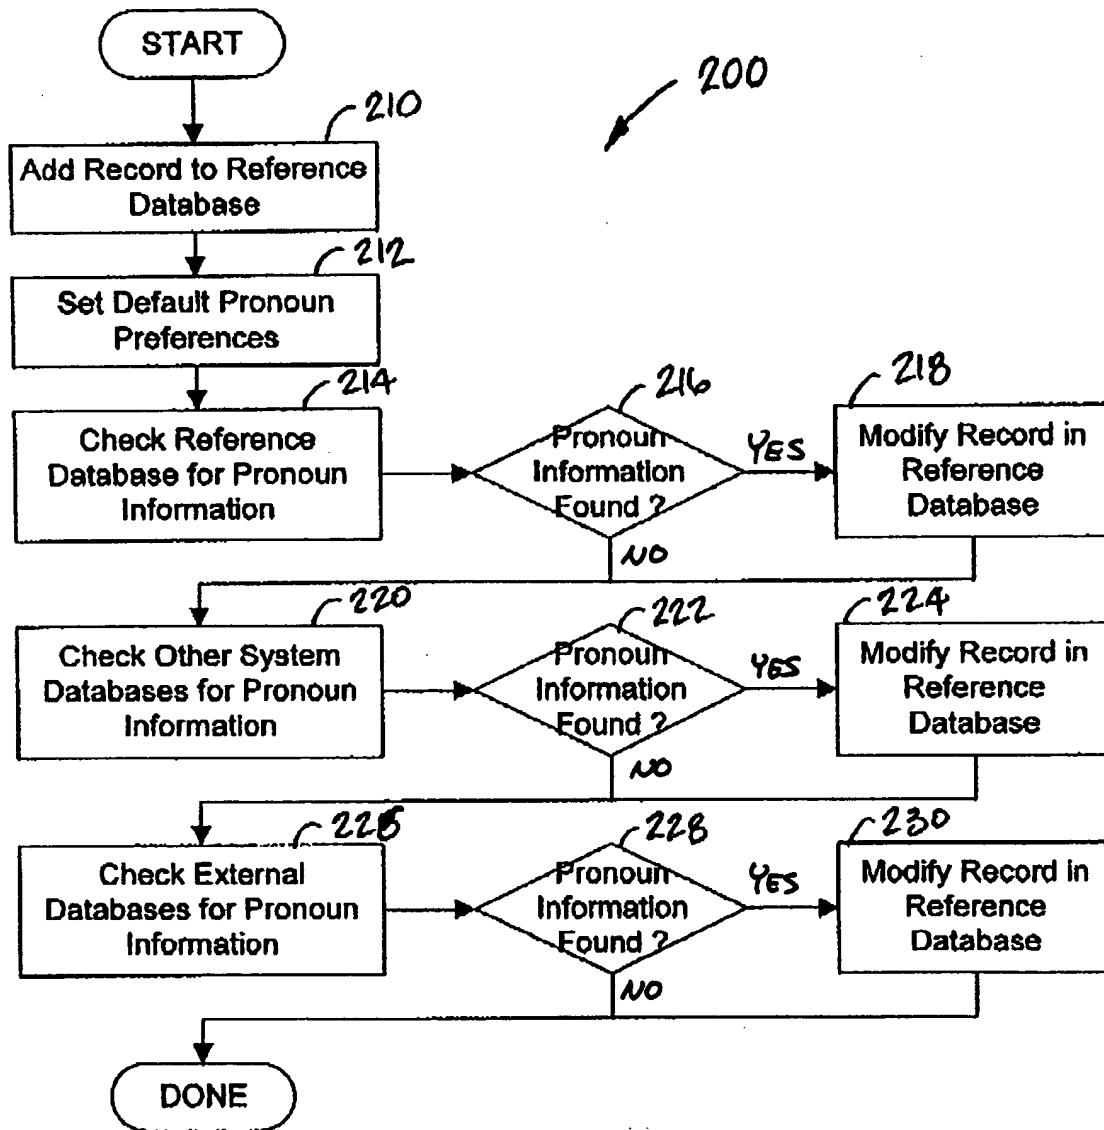 START
200
210
Add Record to Reference
Database
212
Set Default Pronoun
Preferences
214
Check Reference
Database for Pronoun
Information
216
Pronoun
Information
Found ?
YES
NO
218
Modify Record in
Reference
Database
220
Check Other System
Databases for Pronoun
Information
222
Pronoun
Information
Found ?
YES
NO
224
Modify Record in
Reference
Database
226
Check External
Databases for Pronoun
Information
228
Pronoun
Information
Found ?
YES
NO
230
Modify Record in
Reference
Database
DONE